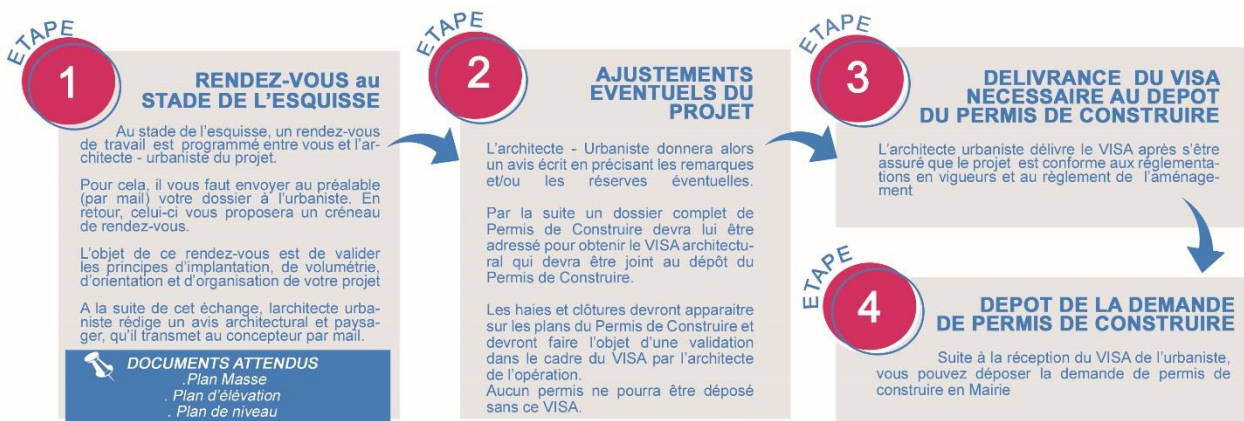 ETAPE
1
RENDEZ-VOUS au
STADE DE L'ESQUISSE
Au stade de l'esquisse, un rendez-vous
de travail est programmé entre vous et l'ar-
chitecte - urbaniste du projet.
Pour cela, il vous faut envoyer au préalable
(par mail) votre dossier à l'urbaniste. En
retour, celui-ci vous proposera un créneau
de rendez-vous.
L'objet de ce rendez-vous est de valider
les principes d'implantation, de volumétrie,
d'orientation et d'organisation de votre projet
A la suite de cet échange, larchitecte urba-
niste rédige un avis architectural et paysa-
ger, qu'il transmet au concepteur par mail.
DOCUMENTS ATTENDUS
.Plan Masse
. Plan d'élévation
. Plan de niveau
ETAPE
2
AJUSTEMENTS
EVENTUELS DU
PROJET
L'architecte - Urbaniste donnera alors
un avis écrit en précisant les remarques
et/ou les réserves éventuelles.
Par la suite un dossier complet de
Permis de Construire devra lui être
adressé pour obtenir le VISA architectu-
ral qui devra être joint au dépôt du
Permis de Construire.
Les haies et clôtures devront apparaitre
sur les plans du Permis de Construire et
devront faire l'objet d'une validation
dans le cadre du VISA par l'architecte
de l'opération.
Aucun permis ne pourra être déposé
sans ce VISA.
ETAPE
3
DELIVRANCE DU VISA
NECESSAIRE AU DEPOT
DU PERMIS DE CONSTRUIRE
L'architecte urbaniste délivre le VISA après s'être
assuré que le projet est conforme aux réglementa-
tions en vigueurs et au règlement de l'aménage-
ment
ETAPE
4
DEPOT DE LA DEMANDE
DE PERMIS DE CONSTRUIRE
Suite à la réception du VISA de l'urbaniste,
vous pouvez déposer la demande de permis de
construire en Mairie